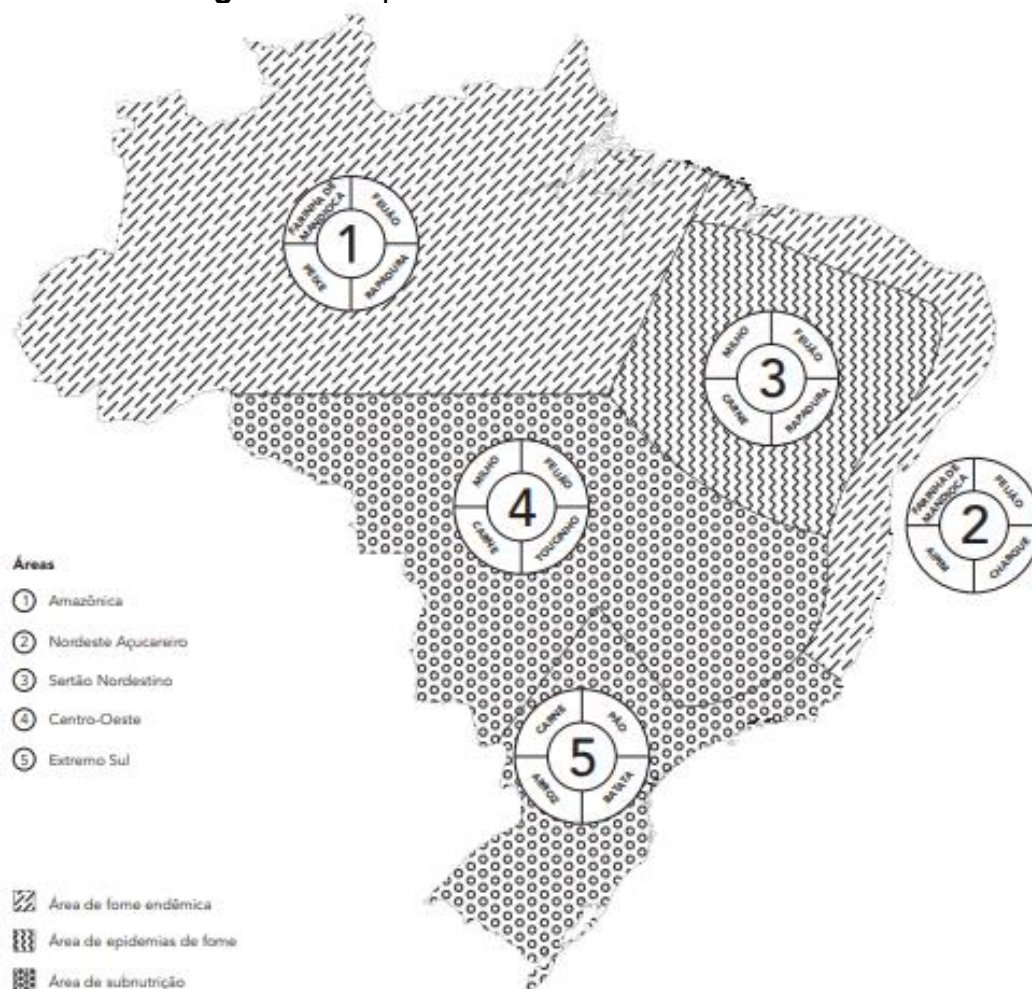 FARINHA DE
MANDIOCA
FEIJÃO
1
PEIXE
RAPADURA
MILHO
FEIJÃO
3
CARNE
RAPADURA
MILHO
FEIJÃO
4
CARNE
TOUCINHO
FARINHA DE
MANDIOCA
FEIJÃO
2
AIPIM
CHARQUE
Áreas
1 Amazônica
2 Nordeste Açucareiro
3 Sertão Nordestino
4 Centro-Oeste
5 Extremo Sul
CARNE
PÃO
5
ARROZ
BATATA
Área de fome endêmica
Área de epidemias de fome
Área de subnutrição